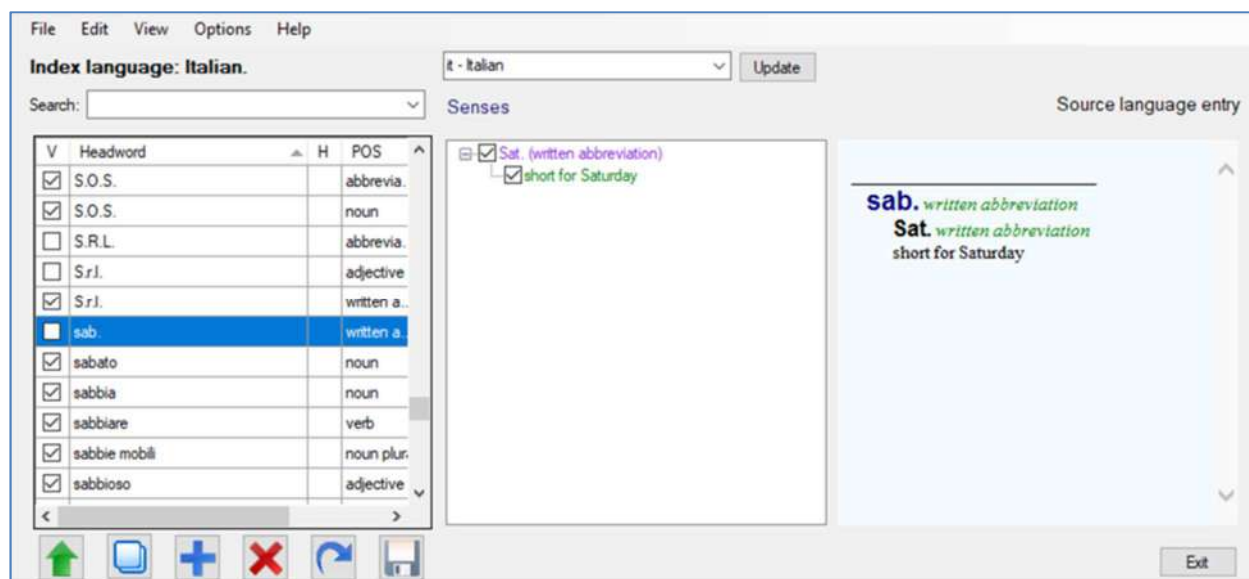 File Edit View Options Help
Index language: Italian.
it - Italian
Update
Search:
Senses
Source language entry
V Headword H POS
S.O.S. abbrevia.
S.O.S. noun
S.R.L. abbrevia.
S.r.l. adjective
S.r.l. written a..
sab. written a..
sabato noun
sabbia noun
sabbiare verb
sabbie mobili noun plur
sabbioso adjective
Sat. (written abbreviation)
short for Saturday
sab. written abbreviation
Sat. written abbreviation
short for Saturday
Exit